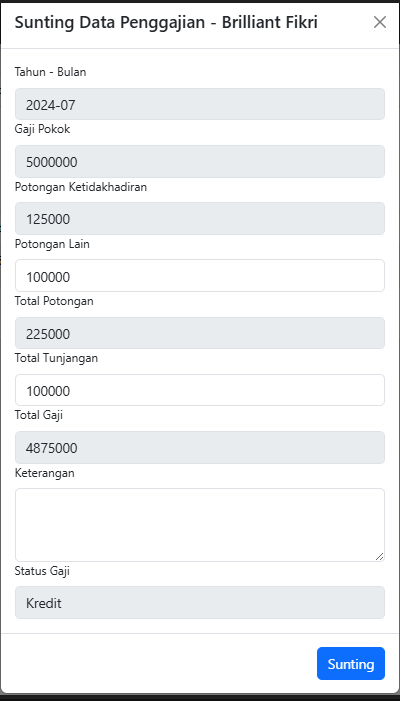 Sunting Data Penggajian - Brilliant Fikri
Tahun - Bulan
2024-07
Gaji Pokok
5000000
Potongan Ketidakhadiran
125000
Potongan Lain
100000
Total Potongan
225000
Total Tunjangan
100000
Total Gaji
4875000
Keterangan
Status Gaji
Kredit
Sunting